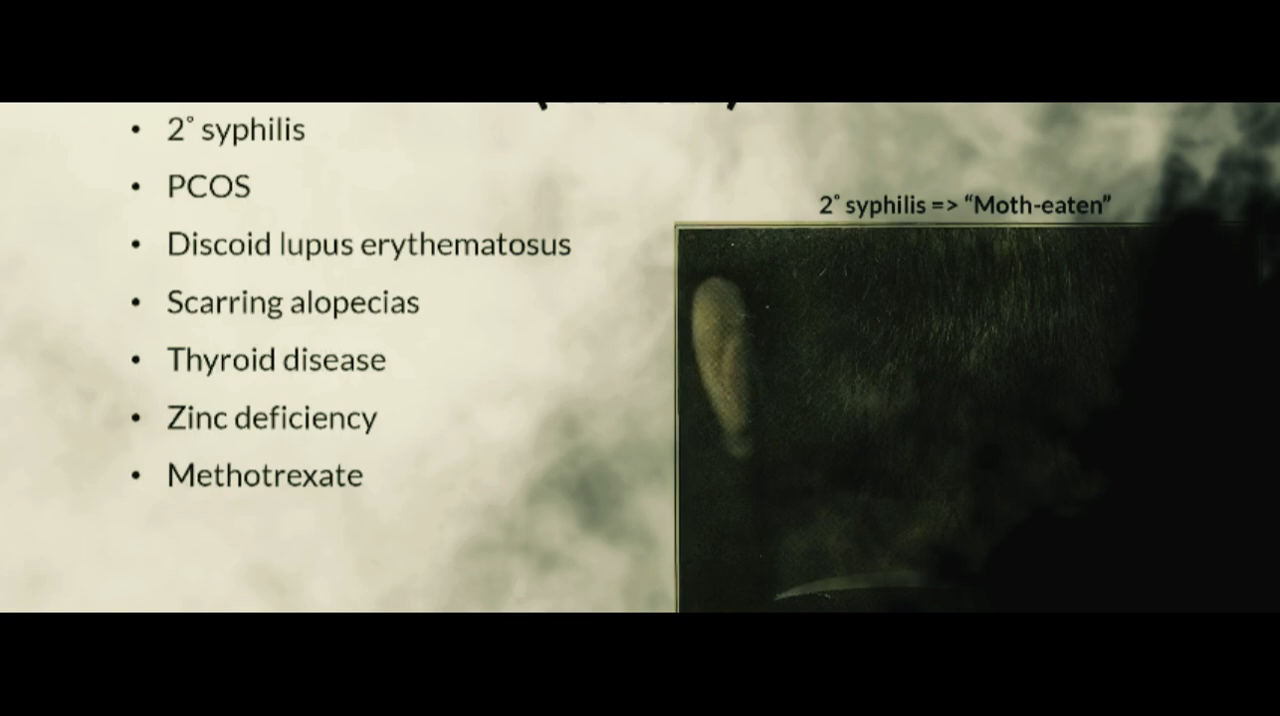 • 2° syphilis
• PCOS
• Discoid lupus erythematosus
• Scarring alopecias
• Thyroid disease
• Zinc deficiency
• Methotrexate
2° syphilis => “Moth-eaten”